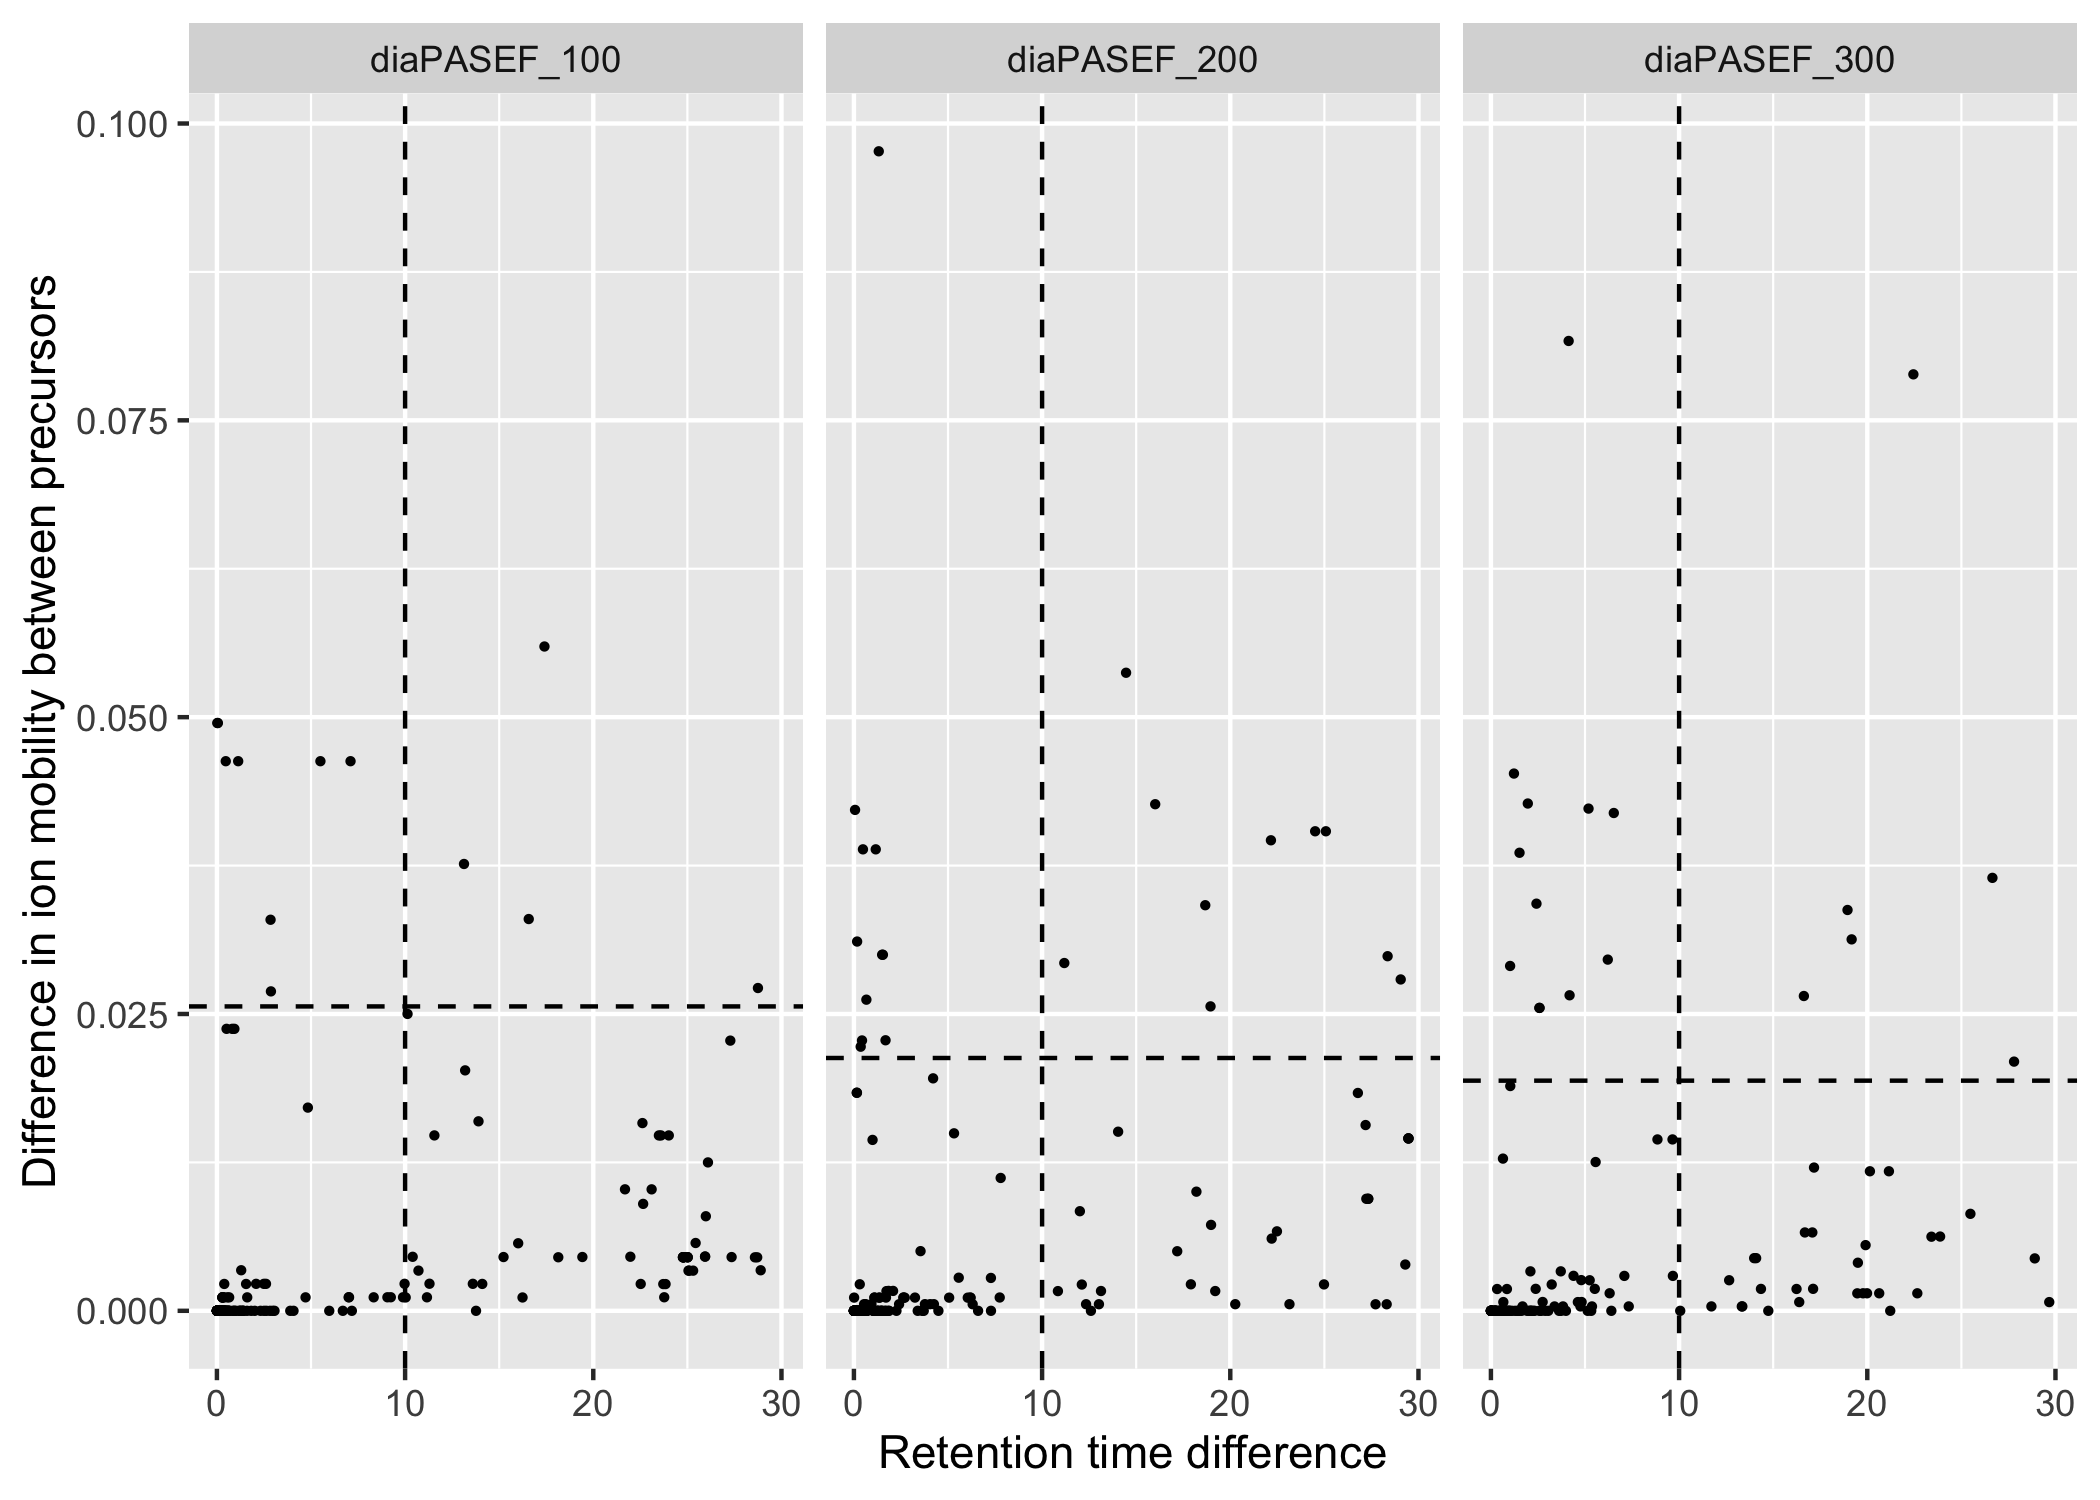 diaPASEF_100 diaPASEF_200 diaPASEF_300
Difference in ion mobility between precursors
0.100
0.075
0.050
0.025
0.000
0 10 20 30 0 10 20 30 0 10 20 30
Retention time difference